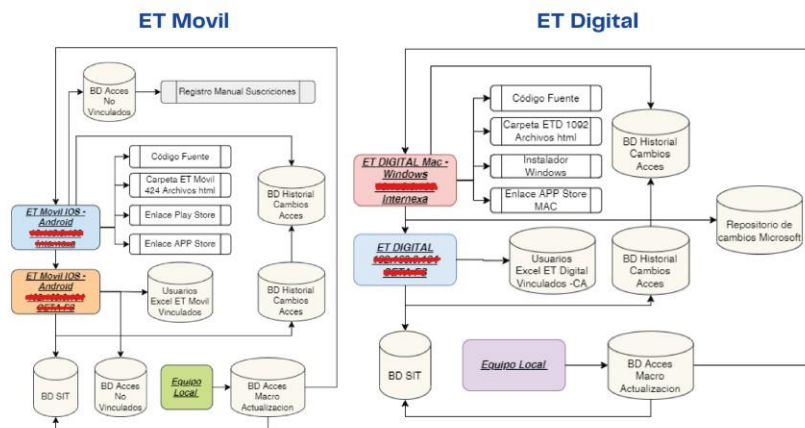 ET Movil
BD Acces
No
Vinculados
Registro Manual Suscriciones
Código Fuente
Carpeta ET Movil
424 Archivos html
Enlace Play Store
Enlace APP Store
ET Movil IOS -
Android
Internexa
ET Movil IOS -
Android
BD Historial
Cambios
Acces
Usuarios
Excel ET Movil
Vinculados
BD Historial
Cambios
Acces
BD SIT
BD Acces
No
Vinculados
Equipo
Local
BD Acces
Macro
Actualizacion
ET Digital
Código Fuente
Carpeta ETD 1092
Archivos html
Instalador
Windows
Enlace APP Store
MAC
ET DIGITAL Mac -
Windows
Internexa
BD Historial
Cambios
Acces
Repositorio de
cambios Microsoft
ET DIGITAL
Usuarios
Excel ET Digital
Vinculados -CA
BD Historial
Cambios
Acces
BD SIT
Equipo Local
BD Acces
Macro
Actualizacion